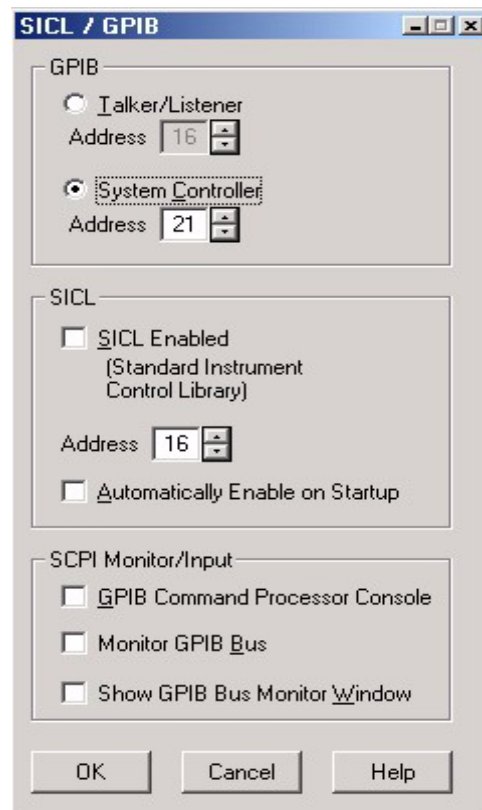 SICL / GPIB
GPIB
Talker/Listener
Address 16
System Controller
Address 21
SICL
SICL Enabled
(Standard Instrument
Control Library)
Address 16
Automatically Enable on Startup
SCPI Monitor/Input
GPIB Command Processor Console
Monitor GPIB Bus
Show GPIB Bus Monitor Window
OK Cancel Help